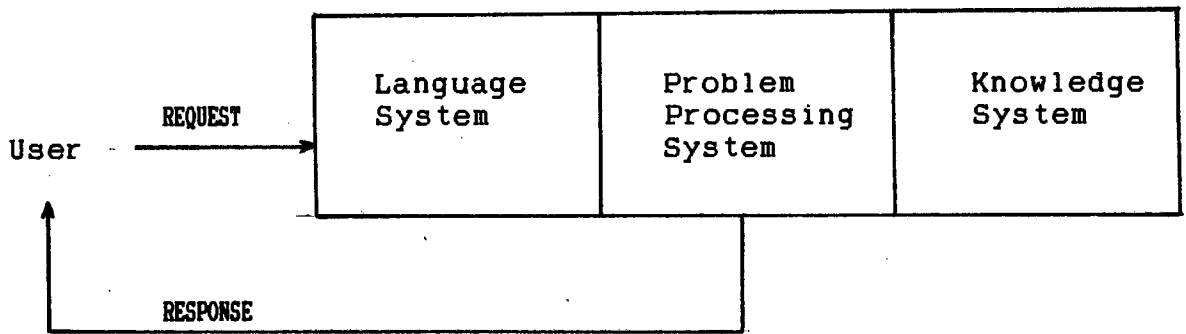 Language
System
Problem
Processing
System
Knowledge
System
REQUEST
User
RESPONSE